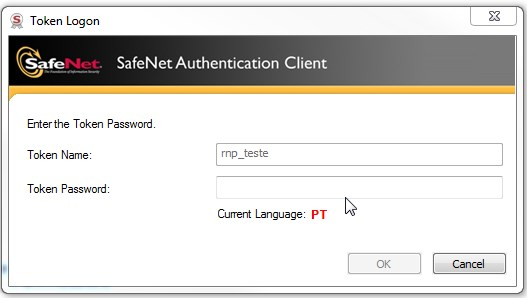 Token Logon
SafeNet.
The Foundation of Information Security
SafeNet Authentication Client
Enter the Token Password.
Token Name:
rnp_teste
Token Password:
Current Language: PT
OK
Cancel